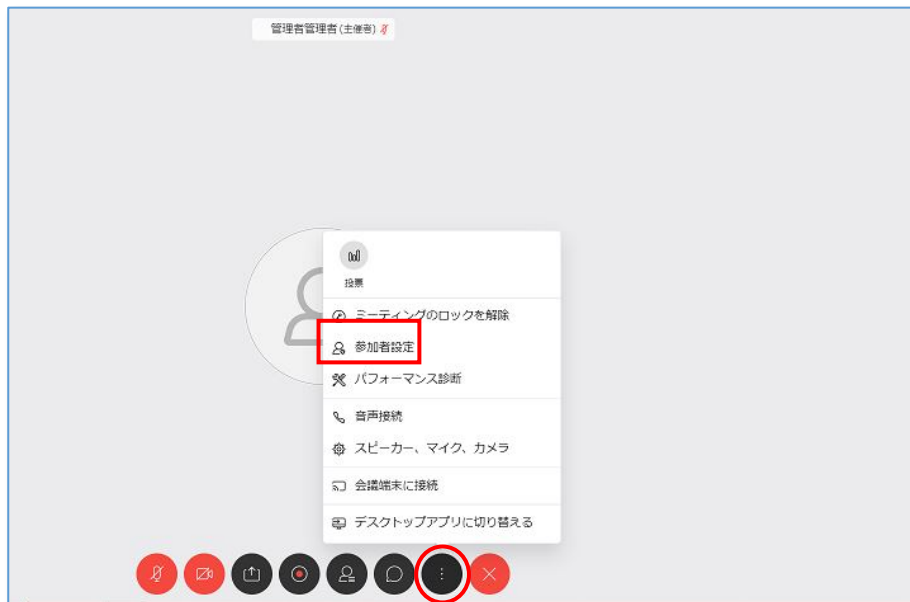 管理者管理者(主催者)
投票
ミーティングのロックを解除
参加者設定
パフォーマンス診断
音声接続
スピーカー、マイク、カメラ
会議端末に接続
デスクトップアプリに切り替える